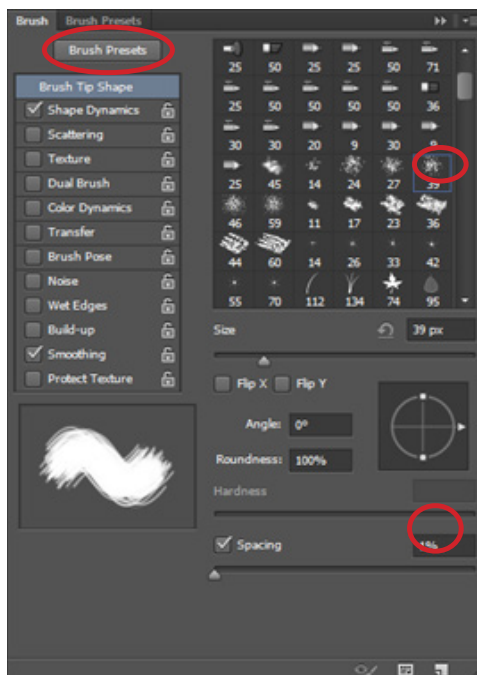 Brush Brush Presets
Brush Presets
Brush Tip Shape
Shape Dynamics
Scattering
Texture
Dual Brush
Color Dynamics
Transfer
Brush Pose
Noise
Wet Edges
Build-up
Smoothing
Protect Texture
25 50 25 25 50 71
25 50 50 50 50 36
30 30 20 9 30
25 45 14 24 27 39
46 59 11 17 23 36
44 60 14 26 33 42
55 70 112 134 74 95
Size 39 px
Flip X Flip Y
Angle: 0º
Roundness: 100%
Hardness
Spacing 1%